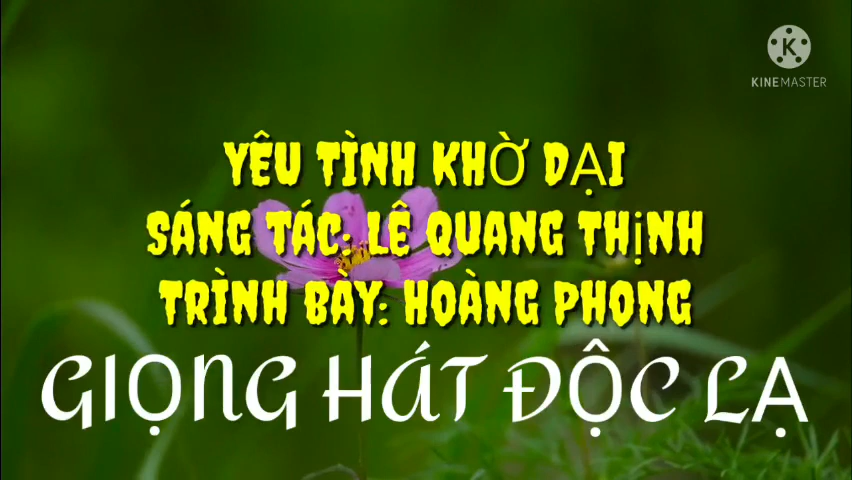 KINEMASTER
YÊU TÌNH KHỜ DẠI
SÁNG TÁC: LÊ QUANG THỊNH
TRÌNH BÀY: HOÀNG PHONG
GIỌNG HÁT ĐỘC LẠ